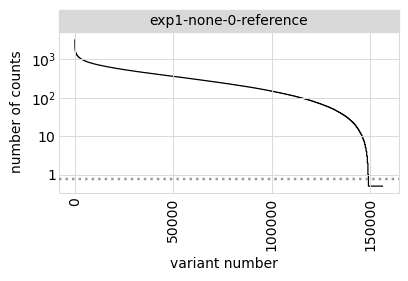 exp1-none-0-reference
number of counts
10³
10²
10
1
0
50000
100000
150000
variant number